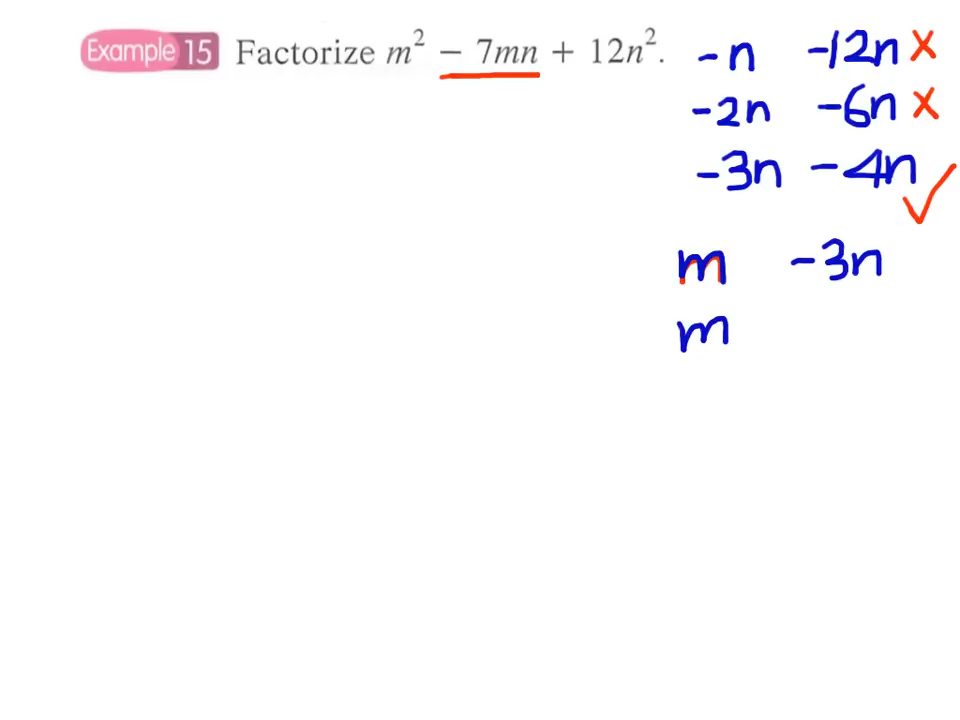 Example 15 Factorize m² − 7mn + 12n².
-n -12n ×
-2n -6n ×
-3n -4n ✓
m -3n
m